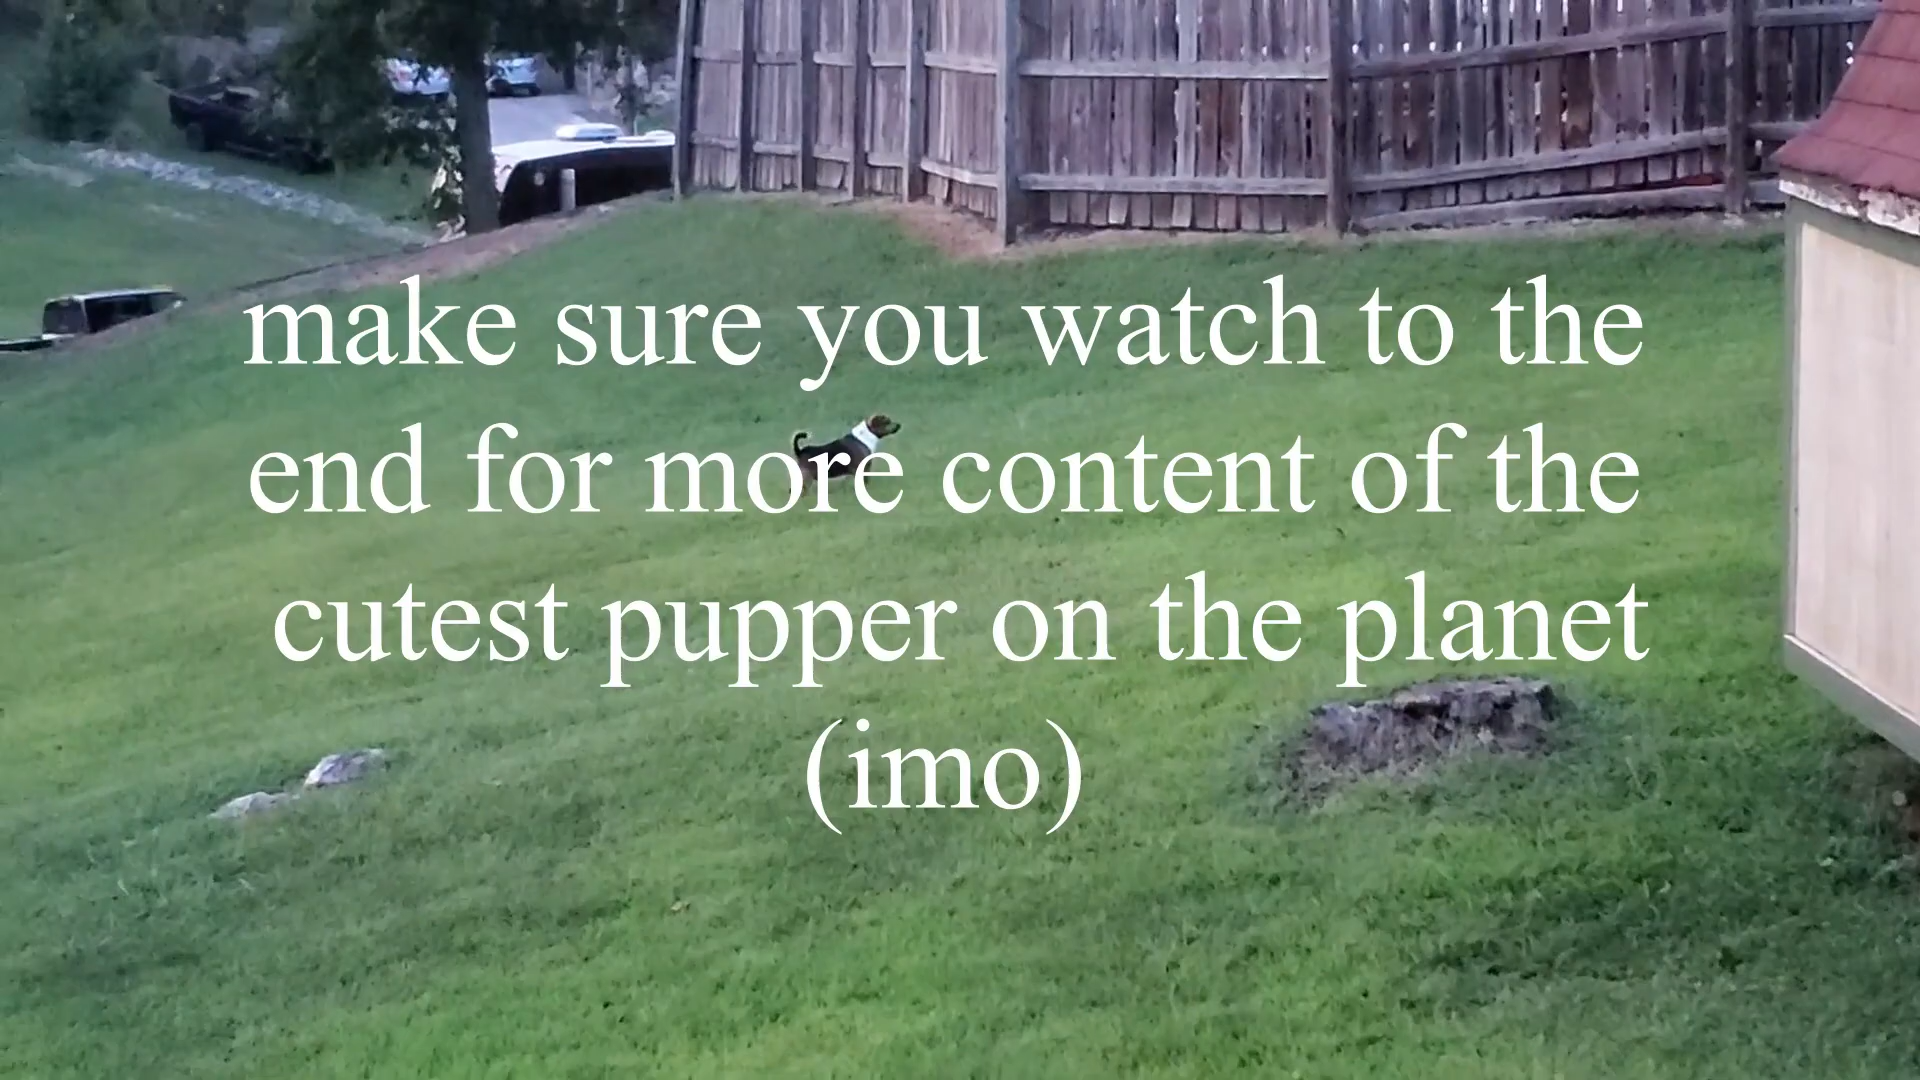 make sure you watch to the
end for more content of the
cutest pupper on the planet
(imo)